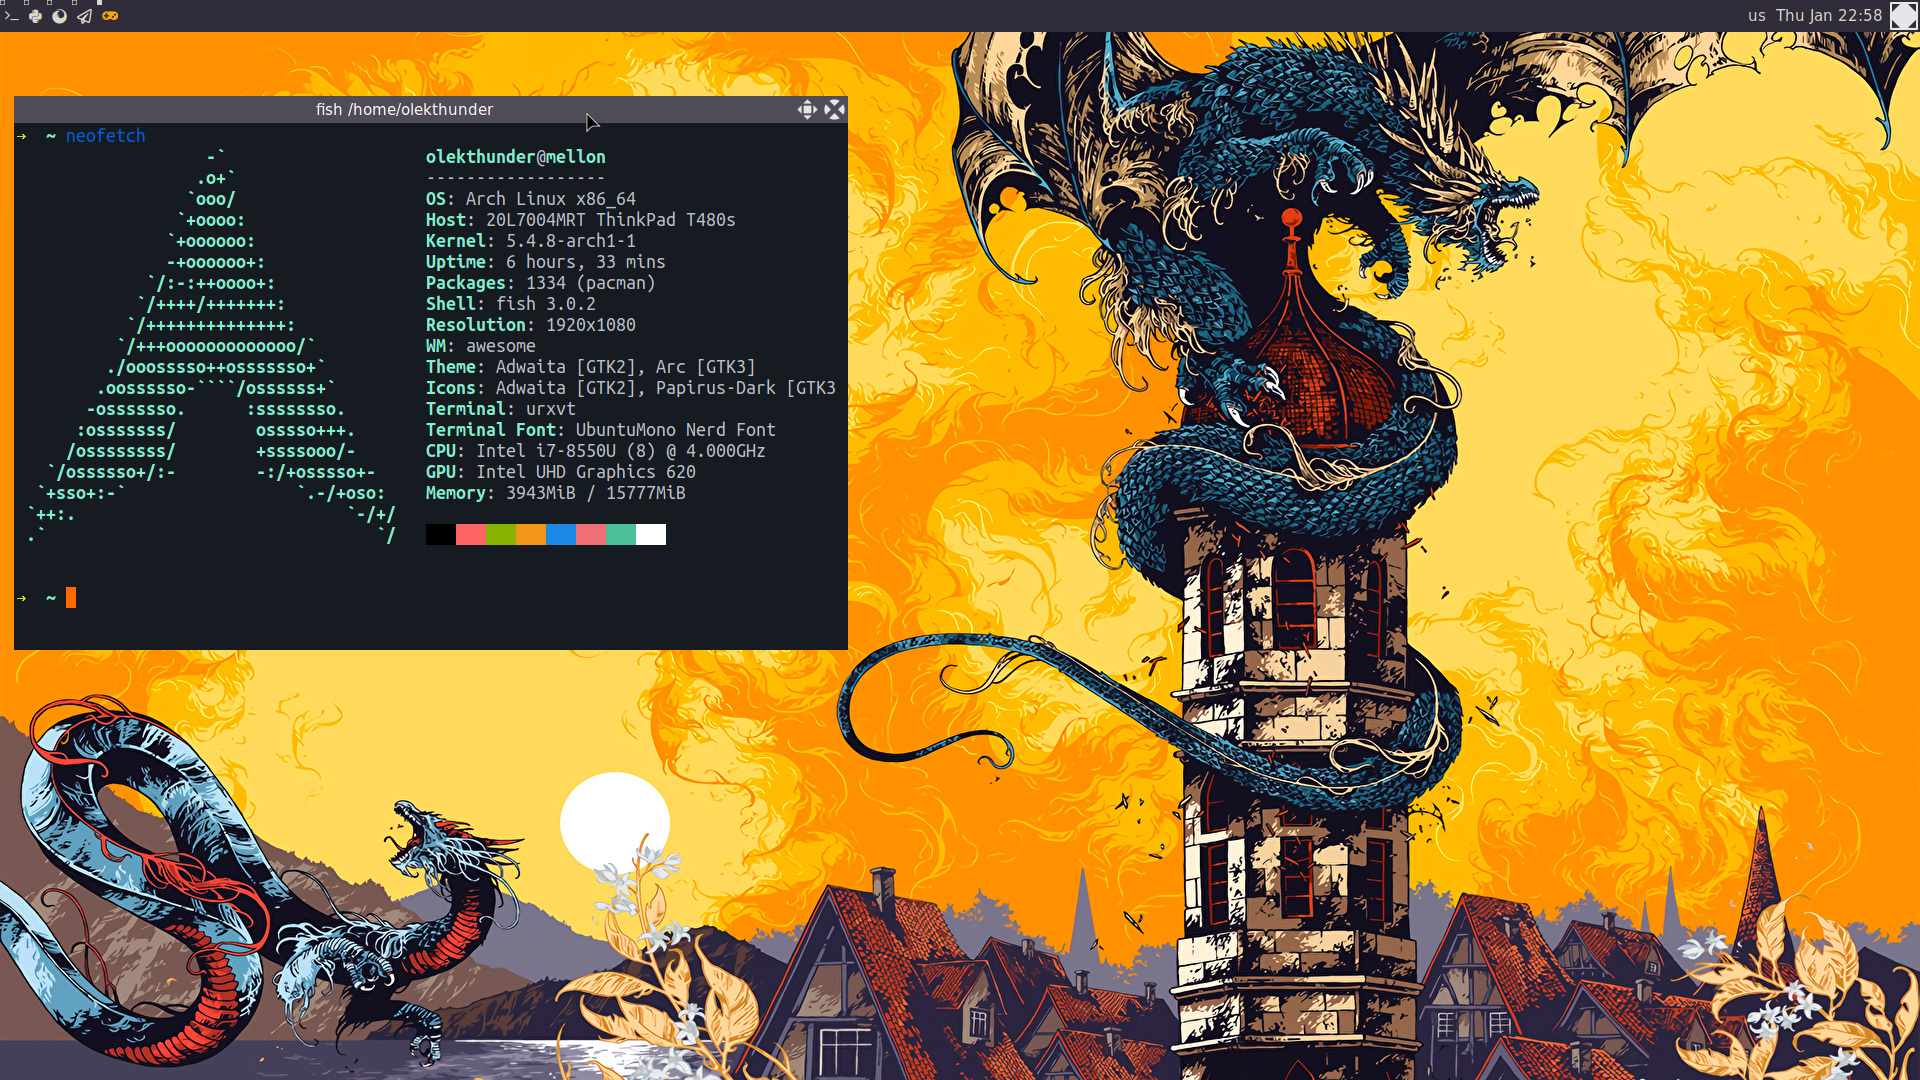 us Thu Jan 22:58
fish /home/olekthunder
→ ~ neofetch
-`
.o+`
`ooo/
`+oooo:
`+oooooo:
-+oooooo+:
`/:-:++oooo+:
`/++++/+++++++:
`/++++++++++++++:
`/+++ooooooooooooo/`
./ooosssso++osssssso+`
.oossssso-````/ossssss+`
-osssssso. :ssssssso.
:osssssss/ osssso+++.
/ossssssss/ +ssssooo/-
`/ossssso+/:- -:/+osssso+-
`+sso+:-` `.-/+oso:
`++:. `-/+/
.` `/
olekthunder@mellon
------------------
OS: Arch Linux x86_64
Host: 20L7004MRT ThinkPad T480s
Kernel: 5.4.8-arch1-1
Uptime: 6 hours, 33 mins
Packages: 1334 (pacman)
Shell: fish 3.0.2
Resolution: 1920x1080
WM: awesome
Theme: Adwaita [GTK2], Arc [GTK3]
Icons: Adwaita [GTK2], Papirus-Dark [GTK3
Terminal: urxvt
Terminal Font: UbuntuMono Nerd Font
CPU: Intel i7-8550U (8) @ 4.000GHz
GPU: Intel UHD Graphics 620
Memory: 3943MiB / 15777MiB
→ ~